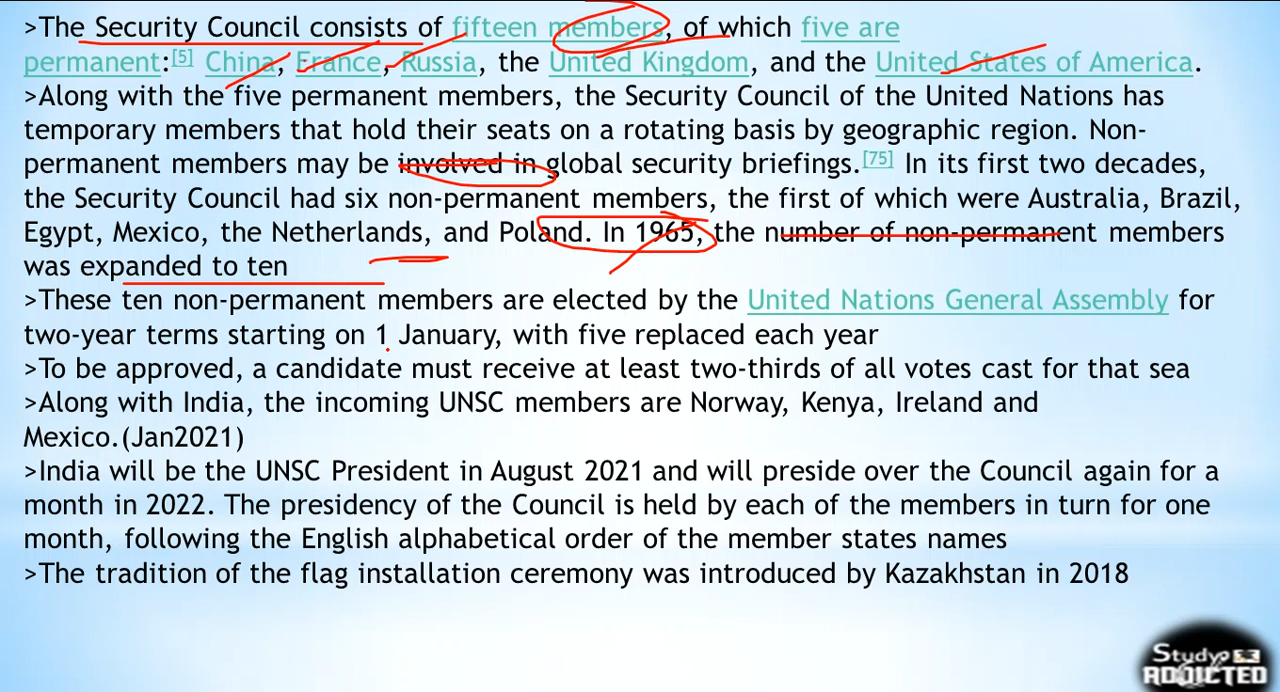 >The Security Council consists of fifteen members, of which five are
permanent:[5] China, France, Russia, the United Kingdom, and the United States of America.
>Along with the five permanent members, the Security Council of the United Nations has
temporary members that hold their seats on a rotating basis by geographic region. Non-
permanent members may be involved in global security briefings.[75] In its first two decades,
the Security Council had six non-permanent members, the first of which were Australia, Brazil,
Egypt, Mexico, the Netherlands, and Poland. In 1965, the number of non-permanent members
was expanded to ten
>These ten non-permanent members are elected by the United Nations General Assembly for
two-year terms starting on 1 January, with five replaced each year
>To be approved, a candidate must receive at least two-thirds of all votes cast for that sea
>Along with India, the incoming UNSC members are Norway, Kenya, Ireland and
Mexico.(Jan2021)
>India will be the UNSC President in August 2021 and will preside over the Council again for a
month in 2022. The presidency of the Council is held by each of the members in turn for one
month, following the English alphabetical order of the member states names
>The tradition of the flag installation ceremony was introduced by Kazakhstan in 2018
Study
ADDICTED